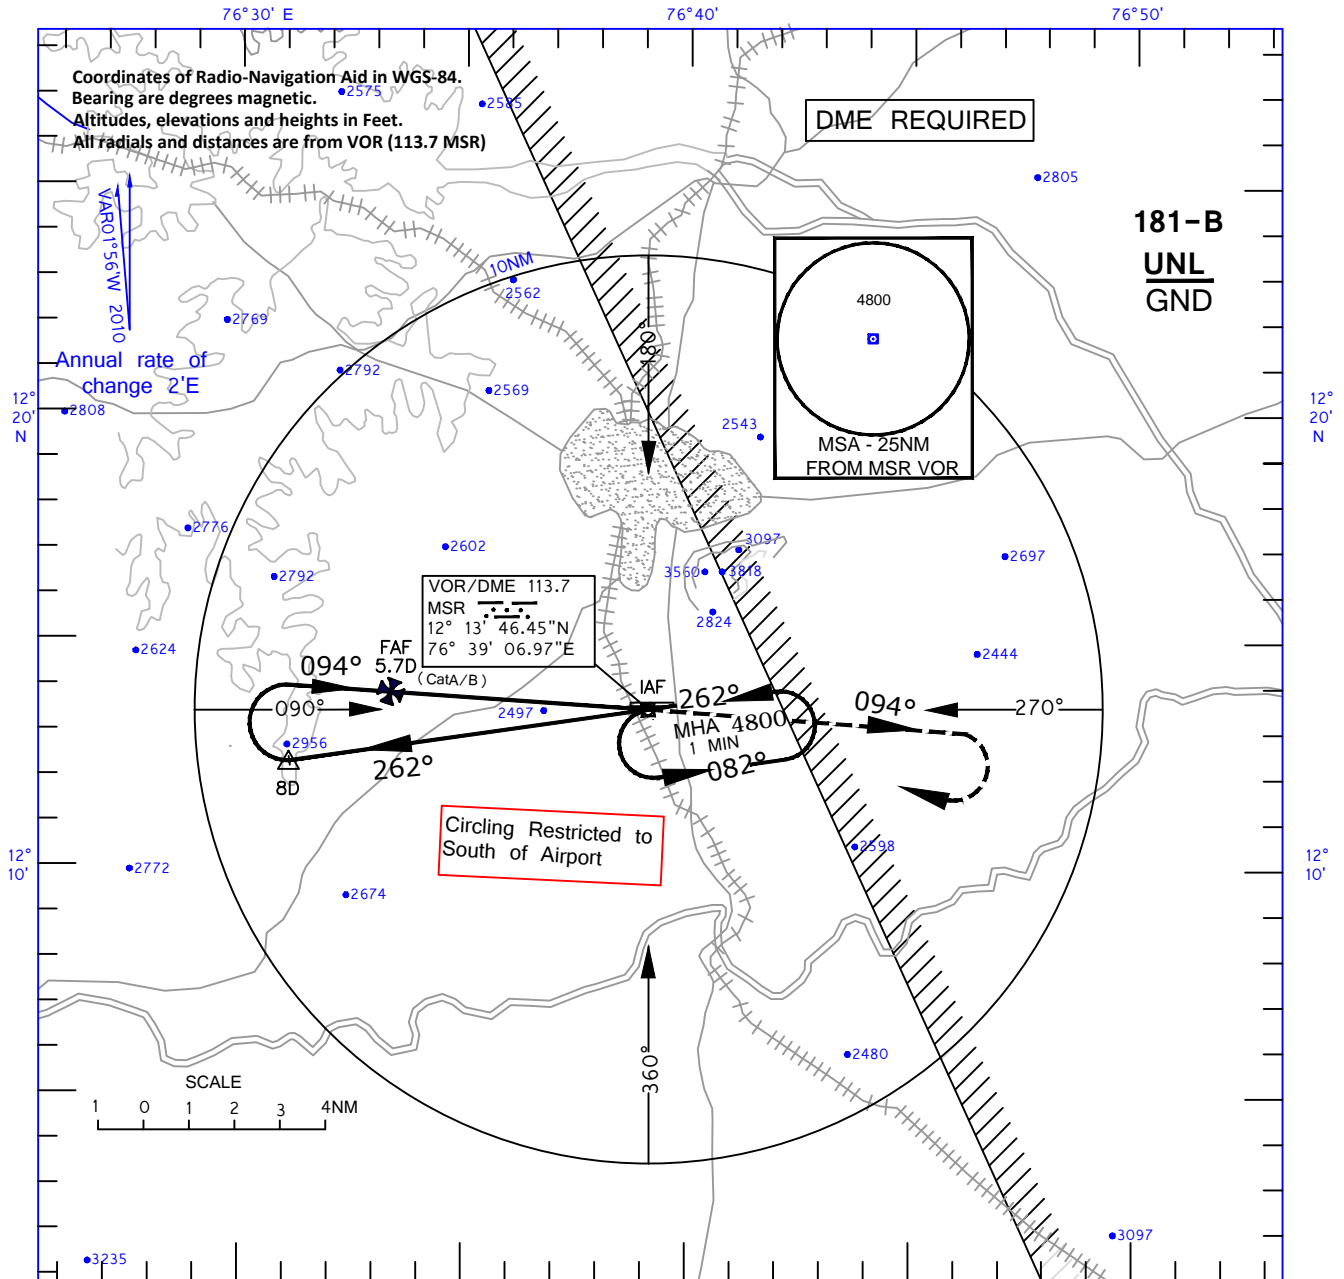 76°30' E
76°40'
76°50'
Coordinates of Radio-Navigation Aid in WGS-84.
Bearing are degrees magnetic.
Altitudes, elevations and heights in Feet.
All radials and distances are from VOR (113.7 MSR)
2575
2585
DME REQUIRED
2805
VAR01°56'W 2010
Annual rate of
change 2'E
181-B
UNL
GND
10NM
2562
4800
MSA - 25NM
FROM MSR VOR
2769
180°
2792
2569
12°
20'
N
2808
12°
20'
N
2543
2776
2602
3097
2697
2792
3560
3818
VOR/DME 113.7
MSR
12° 13' 46.45"N
76° 39' 06.97"E
2824
2624
2444
094°
FAF
5.7D
(CatA/B)
IAF
262°
094°
090°
2497
MHA 4800
1 MIN
270°
2956
262°
082°
8D
Circling Restricted to
South of Airport
2598
12°
10'
2772
12°
10'
2674
360°
2480
SCALE
1 0 1 2 3 4NM
3097
3235